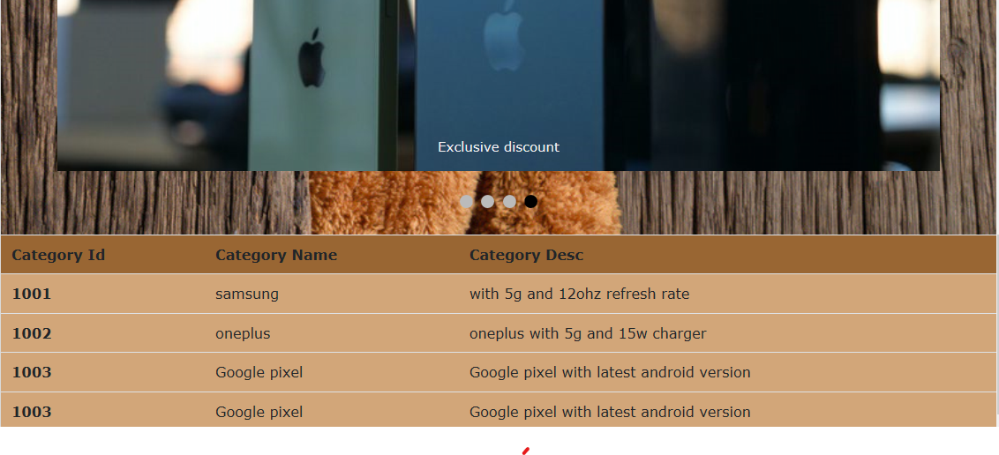 Exclusive discount
Category Id Category Name Category Desc
1001 samsung with 5g and 12ohz refresh rate
1002 oneplus oneplus with 5g and 15w charger
1003 Google pixel Google pixel with latest android version
1003 Google pixel Google pixel with latest android version